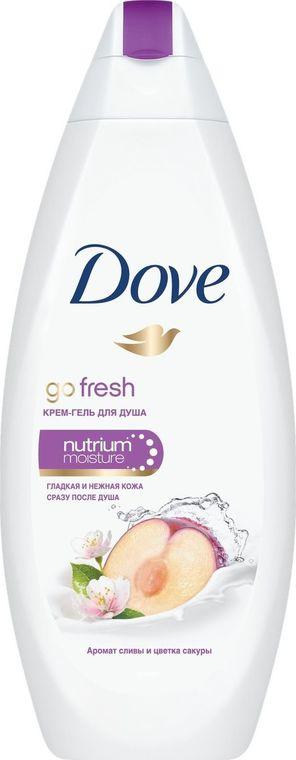 Dove
go fresh
КРЕМ-ГЕЛЬ ДЛЯ ДУША
nutrium
moisture
ГЛАДКАЯ И НЕЖНАЯ КОЖА
СРАЗУ ПОСЛЕ ДУША
Аромат сливы и цветка сакуры